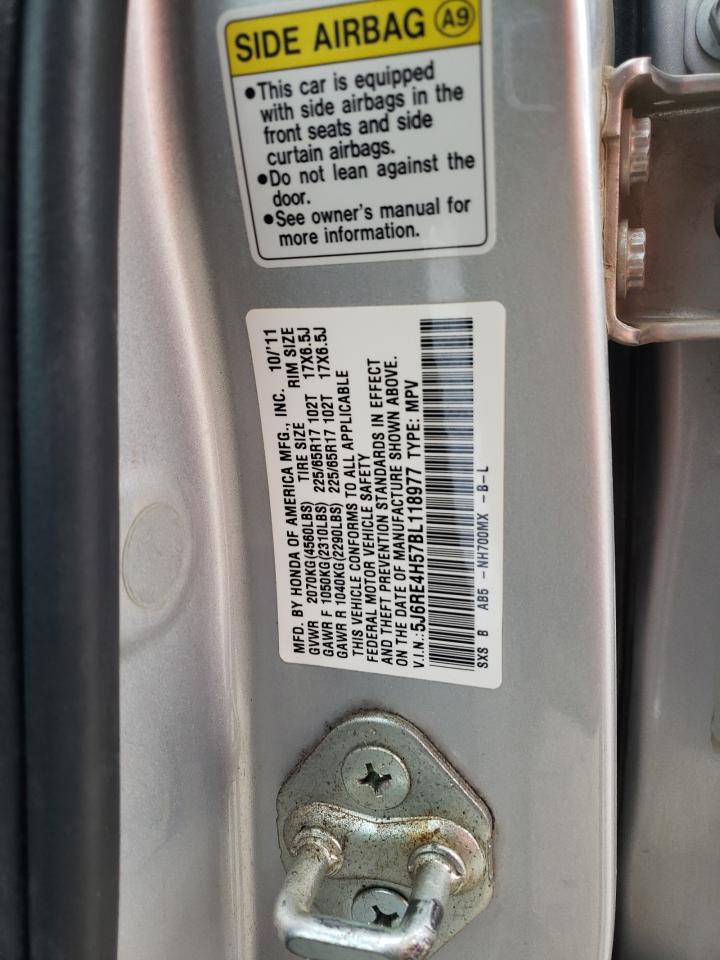 SIDE AIRBAG A9
•This car is equipped
with side airbags in the
front seats and side
curtain airbags.
•Do not lean against the
door.
•See owner's manual for
more information.
MFD. BY HONDA OF AMERICA MFG., INC. 10/'11
GVWR 2070KG(4560LBS) TIRE SIZE RIM SIZE
GAWR F 1050KG(2310LBS) 225/65R17 102T 17X6.5J
GAWR R 1040KG(2290LBS) 225/65R17 102T 17X6.5J
THIS VEHICLE CONFORMS TO ALL APPLICABLE
FEDERAL MOTOR VEHICLE SAFETY
AND THEFT PREVENTION STANDARDS IN EFFECT
ON THE DATE OF MANUFACTURE SHOWN ABOVE.
V.I.N.:5J6RE4H57BL118977 TYPE: MPV
SXS B AB5 -NH700MX -B-L